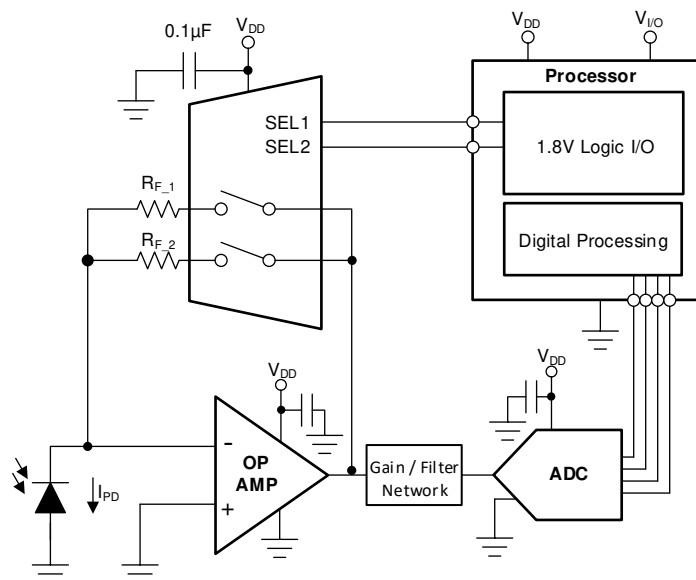 0.1µF
V_DD
V_DD
V_I/O
Processor
SEL1
SEL2
1.8V Logic I/O
R_F_1
R_F_2
Digital Processing
V_DD
V_DD
-
OP
AMP
+
Gain / Filter
Network
ADC
I_PD